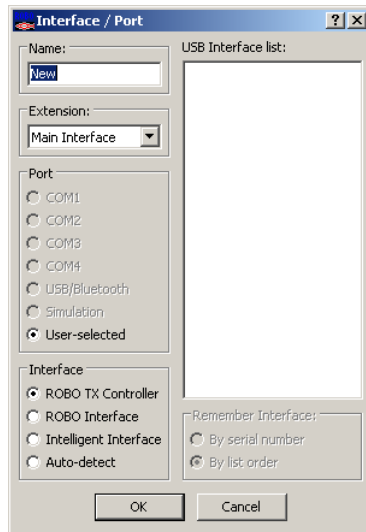 Interface / Port
Name:
New
Extension:
Main Interface
Port
COM1
COM2
COM3
COM4
USB/Bluetooth
Simulation
User-selected
Interface
ROBO TX Controller
ROBO Interface
Intelligent Interface
Auto-detect
USB Interface list:
Remember Interface:
By serial number
By list order
OK
Cancel